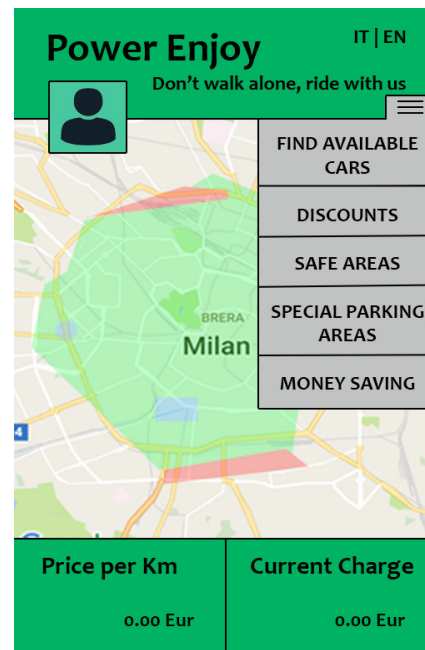 Power Enjoy
IT | EN
Don't walk alone, ride with us
FIND AVAILABLE
CARS
DISCOUNTS
SAFE AREAS
SPECIAL PARKING
AREAS
MONEY SAVING
BRERA
Milan
4
Price per Km
Current Charge
0.00 Eur
0.00 Eur